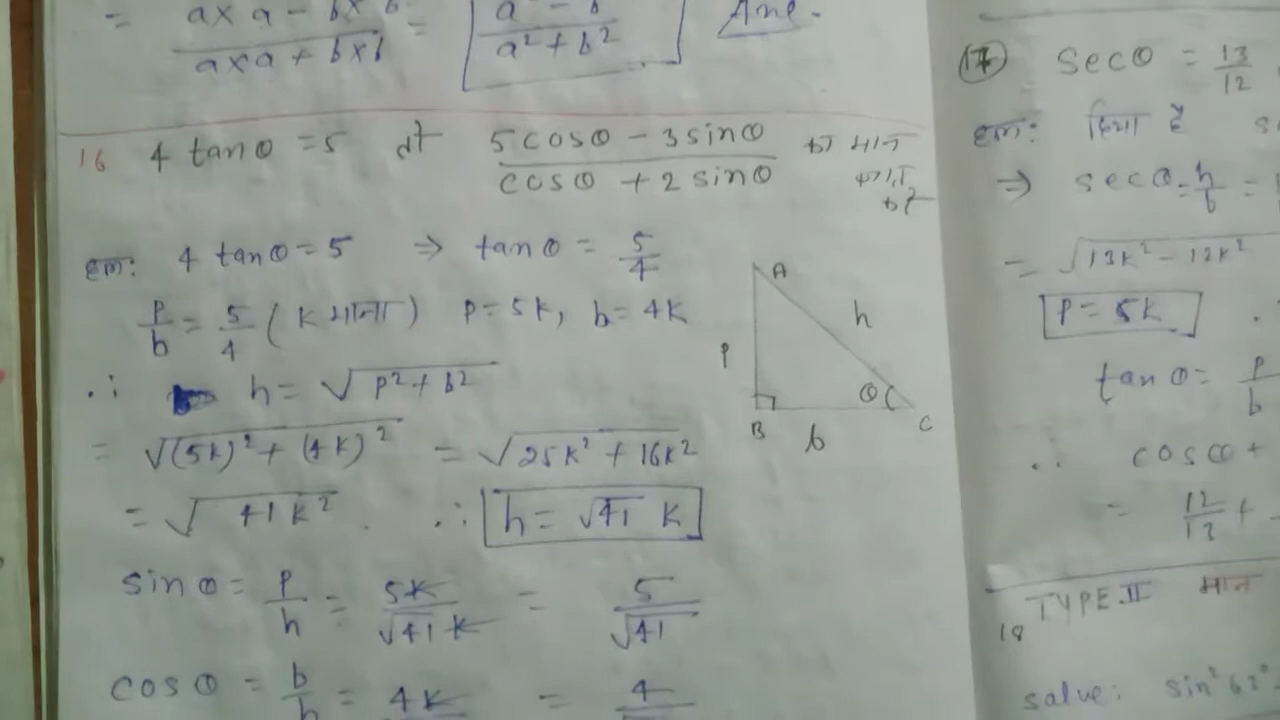 = a×a - b×b / a×a + b×b = a² - b² / a² + b² Ans.
16 4 tanθ = 5 तो 5cosθ - 3sinθ / cosθ + 2sinθ का मान
हल: 4 tanθ = 5 ⇒ tanθ = 5/4
p/b = 5/4 (K माना) P = 5K, b = 4K
∴ h = √P² + b²
= √(5K)² + (4K)² = √25K² + 16K²
= √41K² ∴ h = √41 K
sinθ = P/h = 5K/√41 K = 5/√41
cosθ = b/h = 4K = 4
A
h
P
θ
B
b
C
17 secθ = 13/12
हल: दिया है
⇒ secθ = h/b =
= √13K² - 12K²
P = 5K
tanθ = P/b
∴ cosθ +
= 12/12 +
TYPE-II मान
18
salve: sin² 63°